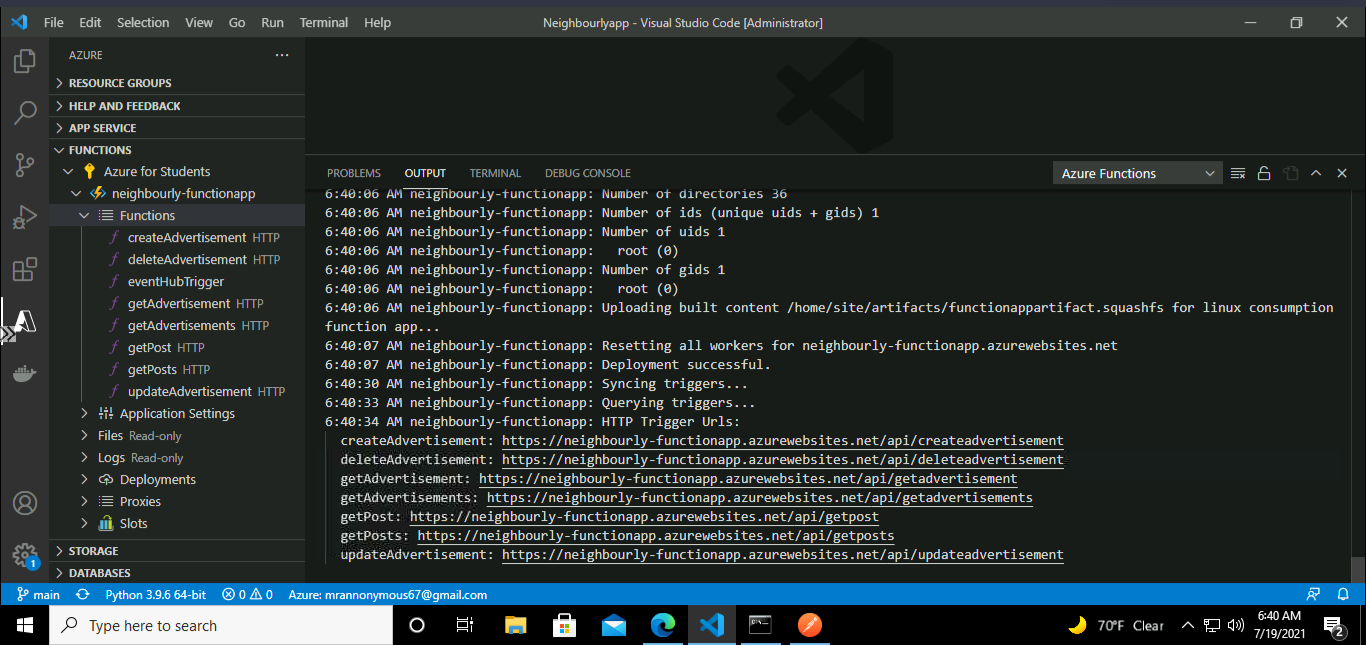 File Edit Selection View Go Run Terminal Help
Neighbourlyapp - Visual Studio Code [Administrator]
AZURE
RESOURCE GROUPS
HELP AND FEEDBACK
APP SERVICE
FUNCTIONS
Azure for Students
neighbourly-functionapp
Functions
createAdvertisement HTTP
deleteAdvertisement HTTP
eventHubTrigger
getAdvertisement HTTP
getAdvertisements HTTP
getPost HTTP
getPosts HTTP
updateAdvertisement HTTP
Application Settings
Files Read-only
Logs Read-only
Deployments
Proxies
Slots
STORAGE
DATABASES
1
PROBLEMS OUTPUT TERMINAL DEBUG CONSOLE
Azure Functions
6:40:06 AM neighbourly-functionapp: Number of directories 36
6:40:06 AM neighbourly-functionapp: Number of ids (unique uids + gids) 1
6:40:06 AM neighbourly-functionapp: Number of uids 1
6:40:06 AM neighbourly-functionapp:   root (0)
6:40:06 AM neighbourly-functionapp: Number of gids 1
6:40:06 AM neighbourly-functionapp:   root (0)
6:40:06 AM neighbourly-functionapp: Uploading built content /home/site/artifacts/functionappartifact.squashfs for linux consumption
function app...
6:40:07 AM neighbourly-functionapp: Resetting all workers for neighbourly-functionapp.azurewebsites.net
6:40:07 AM neighbourly-functionapp: Deployment successful.
6:40:30 AM neighbourly-functionapp: Syncing triggers...
6:40:33 AM neighbourly-functionapp: Querying triggers...
6:40:34 AM neighbourly-functionapp: HTTP Trigger Urls:
createAdvertisement: https://neighbourly-functionapp.azurewebsites.net/api/createadvertisement
deleteAdvertisement: https://neighbourly-functionapp.azurewebsites.net/api/deleteadvertisement
getAdvertisement: https://neighbourly-functionapp.azurewebsites.net/api/getadvertisement
getAdvertisements: https://neighbourly-functionapp.azurewebsites.net/api/getadvertisements
getPost: https://neighbourly-functionapp.azurewebsites.net/api/getpost
getPosts: https://neighbourly-functionapp.azurewebsites.net/api/getposts
updateAdvertisement: https://neighbourly-functionapp.azurewebsites.net/api/updateadvertisement
main Python 3.9.6 64-bit 0 0 Azure: mrannonymous67@gmail.com
Type here to search
70°F Clear
6:40 AM
7/19/2021
2